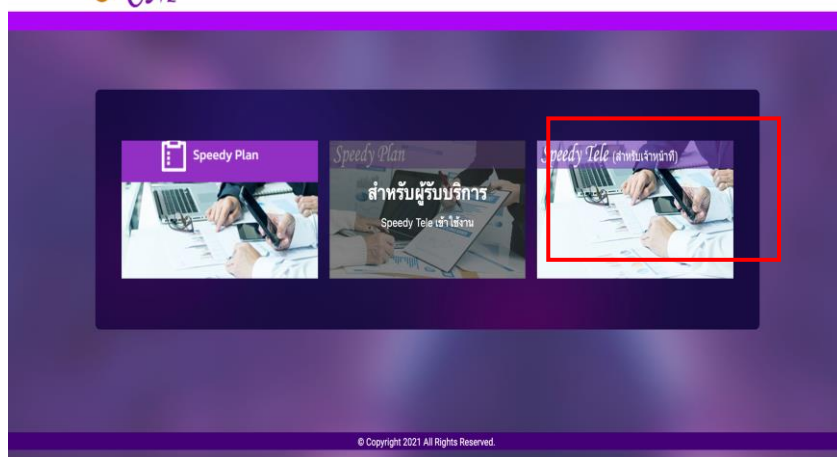 Speedy Plan
Speedy Plan
สำหรับผู้รับบริการ
Speedy Tele เข้าใช้งาน
Speedy Tele (สำหรับเจ้าหน้าที่)
© Copyright 2021 All Rights Reserved.